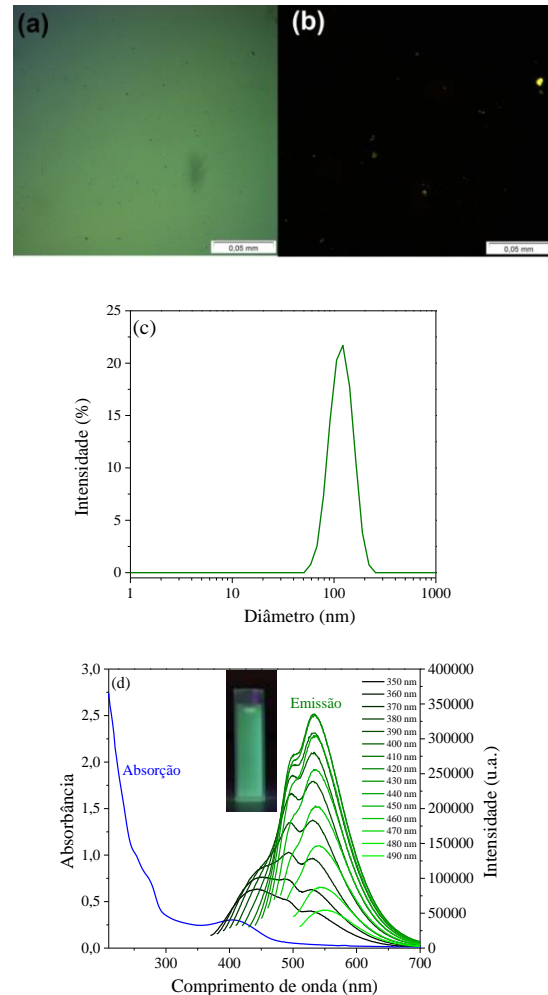 (a)
(b)
0,05 mm
0,05 mm
(c)
25
20
15
10
5
0
Intensidade (%)
1
10
100
1000
Diâmetro (nm)
(d)
3,0
2,5
2,0
1,5
1,0
0,5
0,0
Absorbância
Absorção
Emissão
350 nm
360 nm
370 nm
380 nm
390 nm
400 nm
410 nm
420 nm
430 nm
440 nm
450 nm
460 nm
470 nm
480 nm
490 nm
400000
350000
300000
250000
200000
150000
100000
50000
0
Intensidade (u.a.)
300
400
500
600
700
Comprimento de onda (nm)